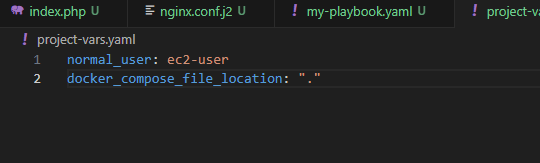 index.php U nginx.conf.j2 U my-playbook.yaml U project-v
project-vars.yaml
1 normal_user: ec2-user
2 docker_compose_file_location: "."